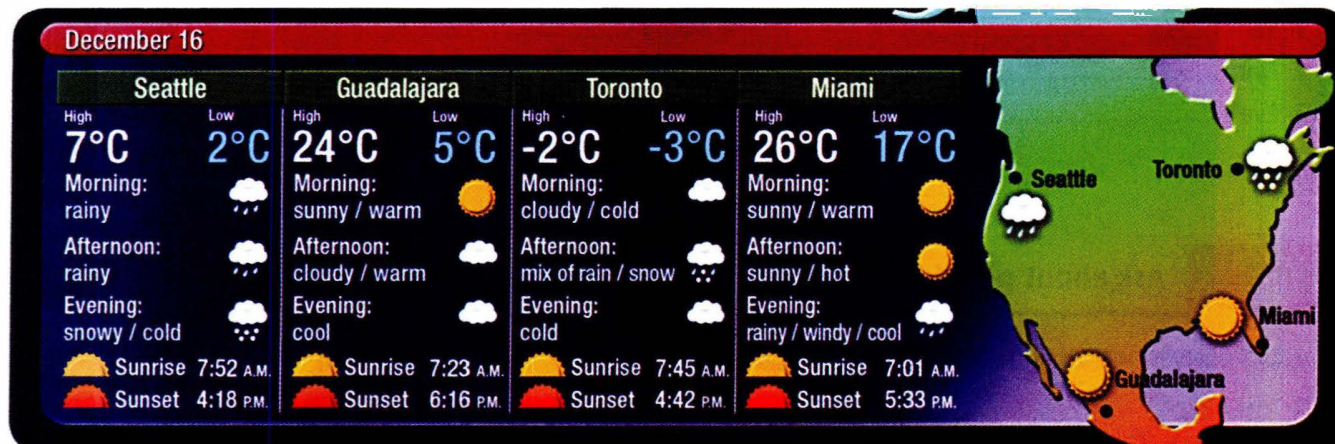 December 16
Seattle
High Low
7°C 2°C
Morning:
rainy
Afternoon:
rainy
Evening:
snowy / cold
Sunrise 7:52 A.M.
Sunset 4:18 P.M.
Guadalajara
High Low
24°C 5°C
Morning:
sunny / warm
Afternoon:
cloudy / warm
Evening:
cool
Sunrise 7:23 A.M.
Sunset 6:16 P.M.
Toronto
High Low
-2°C -3°C
Morning:
cloudy / cold
Afternoon:
mix of rain / snow
Evening:
cold
Sunrise 7:45 A.M.
Sunset 4:42 P.M.
Miami
High Low
26°C 17°C
Morning:
sunny / warm
Afternoon:
sunny / hot
Evening:
rainy / windy / cool
Sunrise 7:01 A.M.
Sunset 5:33 P.M.
Seattle
Toronto
Miami
Guadalajara